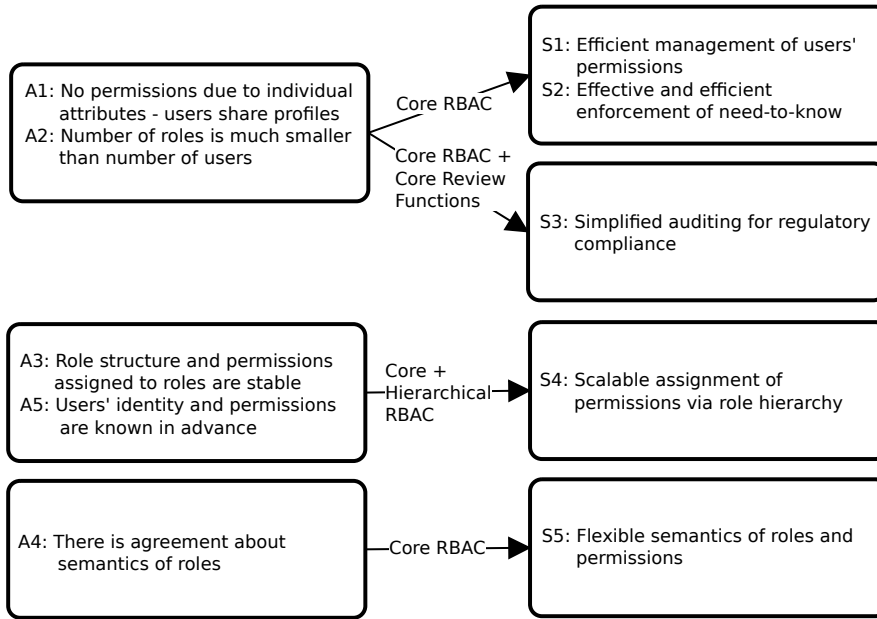 A1: No permissions due to individual
attributes - users share profiles
A2: Number of roles is much smaller
than number of users
Core RBAC
S1: Efficient management of users'
permissions
S2: Effective and efficient
enforcement of need-to-know
Core RBAC +
Core Review
Functions
S3: Simplified auditing for regulatory
compliance
A3: Role structure and permissions
assigned to roles are stable
A5: Users' identity and permissions
are known in advance
Core +
Hierarchical
RBAC
S4: Scalable assignment of
permissions via role hierarchy
A4: There is agreement about
semantics of roles
Core RBAC
S5: Flexible semantics of roles and
permissions